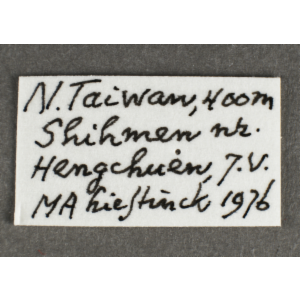 N. Taiwan, 400m
Shihmen nr.
Hengchuen, 7.V.
MA Lieftinck 1976